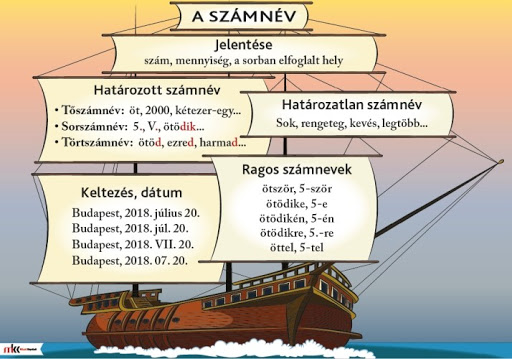 A SZÁMNÉV
Jelentése
szám, mennyiség, a sorban elfoglalt hely
Határozott számnév
• Tőszámnév: öt, 2000, kétezer-egy...
• Sorszámnév: 5., V., ötödik...
• Törtszámnév: ötöd, ezred, harmad...
Határozatlan számnév
Sok, rengeteg, kevés, legtöbb...
Keltezés, dátum
Budapest, 2018. július 20.
Budapest, 2018. júl. 20.
Budapest, 2018. VII. 20.
Budapest, 2018. 07. 20.
Ragos számnevek
ötször, 5-ször
ötödike, 5-e
ötödikén, 5-én
ötödikre, 5.-re
öttel, 5-tel